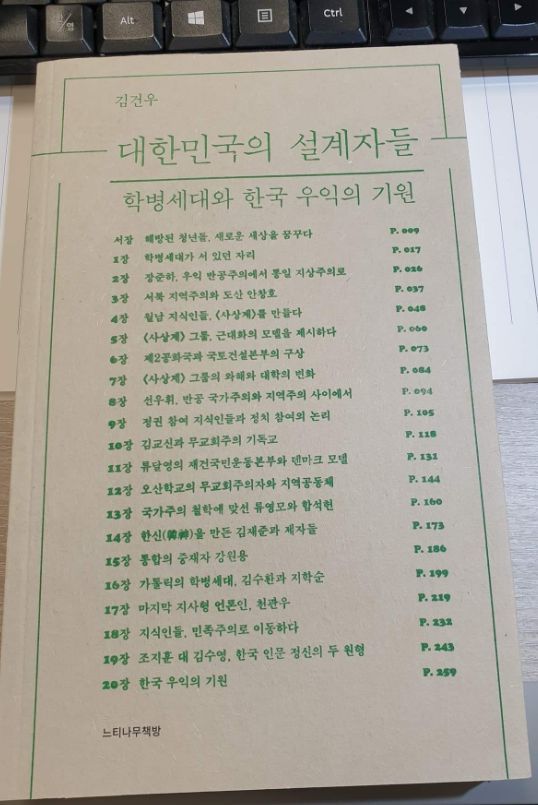 한/영
Alt
Ctrl
김건우
대한민국의 설계자들
학병세대와 한국 우익의 기원
서장 해방된 청년들, 새로운 세상을 꿈꾸다 P. 009
1장 학병세대가 서 있던 자리 P. 017
2장 장준하, 우익 반공주의에서 통일 지상주의로 P. 026
3장 서북 지역주의와 도산 안창호 P. 037
4장 월남 지식인들, 《사상계》를 만들다 P. 048
5장 《사상계》 그룹, 근대화의 모델을 제시하다 P. 060
6장 제2공화국과 국토건설본부의 구상 P. 073
7장 《사상계》 그룹의 와해와 대학의 변화 P. 084
8장 선우휘, 반공 국가주의와 지역주의 사이에서 P. 094
9장 정권 참여 지식인들과 정치 참여의 논리 P. 105
10장 김교신과 무교회주의 기독교 P. 118
11장 류달영의 재건국민운동본부와 덴마크 모델 P. 131
12장 오산학교의 무교회주의자와 지역공동체 P. 144
13장 국가주의 철학에 맞선 류영모와 함석헌 P. 160
14장 한신(韓神)을 만든 김재준과 제자들 P. 173
15장 통합의 중재자 강원용 P. 186
16장 가톨릭의 학병세대, 김수환과 지학순 P. 199
17장 마지막 지사형 언론인, 천관우 P. 219
18장 지식인들, 민족주의로 이동하다 P. 232
19장 조지훈 대 김수영, 한국 인문 정신의 두 원형 P. 243
20장 한국 우익의 기원 P. 259
느티나무책방